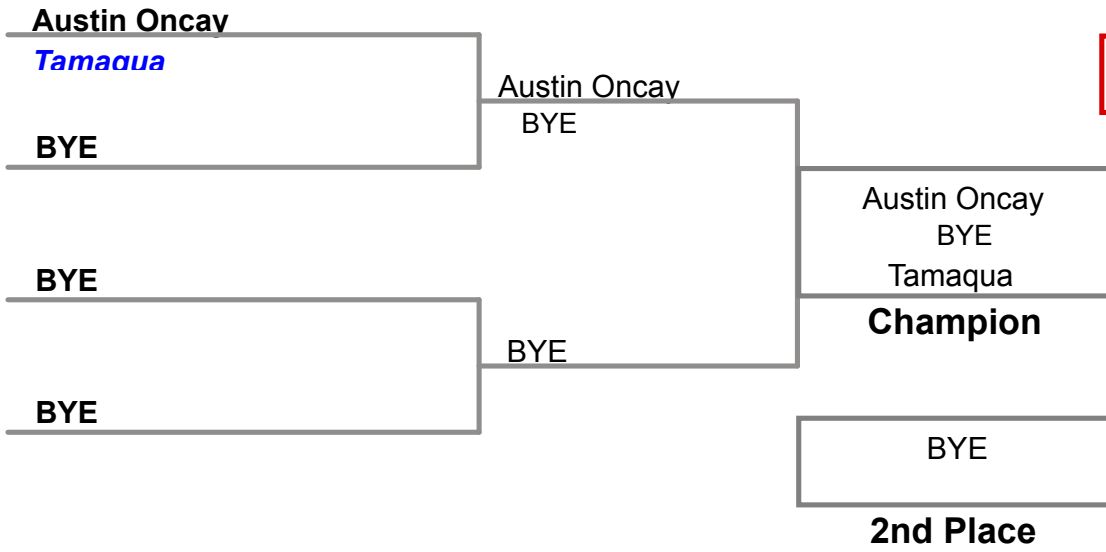 Austin Oncay
Tamaqua
BYE
BYE
BYE
Austin Oncay
BYE
BYE
Austin Oncay
BYE
Tamaqua
Champion
BYE
2nd Place